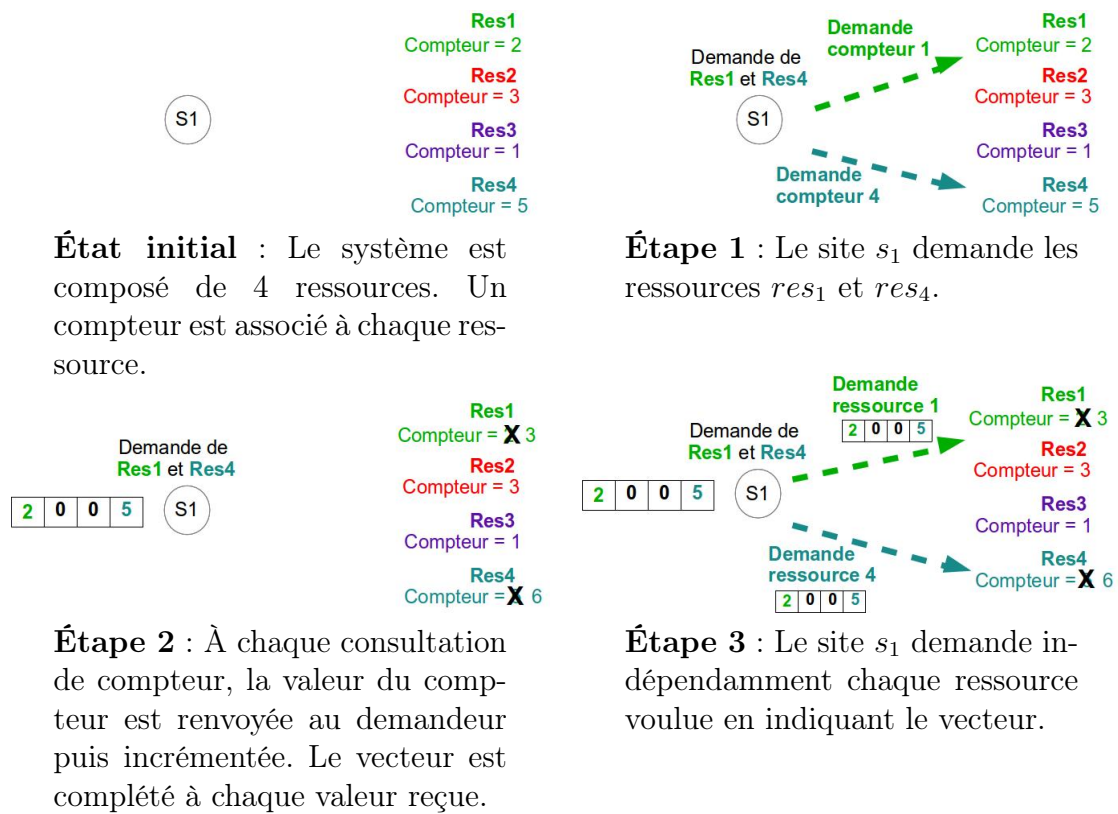 S1
Res1
Compteur = 2
Res2
Compteur = 3
Res3
Compteur = 1
Res4
Compteur = 5
État initial : Le système est
composé de 4 ressources. Un
compteur est associé à chaque res-
source.
Demande de
Res1 et Res4
S1
Demande
compteur 1
Demande
compteur 4
Res1
Compteur = 2
Res2
Compteur = 3
Res3
Compteur = 1
Res4
Compteur = 5
Étape 1 : Le site s1 demande les
ressources res1 et res4.
Demande de
Res1 et Res4
2 0 0 5
S1
Res1
Compteur = X 3
Res2
Compteur = 3
Res3
Compteur = 1
Res4
Compteur = X 6
Étape 2 : À chaque consultation
de compteur, la valeur du comp-
teur est renvoyée au demandeur
puis incrémentée. Le vecteur est
complété à chaque valeur reçue.
Demande de
Res1 et Res4
2 0 0 5
S1
Demande
ressource 1
2 0 0 5
Demande
ressource 4
2 0 0 5
Res1
Compteur = X 3
Res2
Compteur = 3
Res3
Compteur = 1
Res4
Compteur = X 6
Étape 3 : Le site s1 demande in-
dépendamment chaque ressource
voulue en indiquant le vecteur.